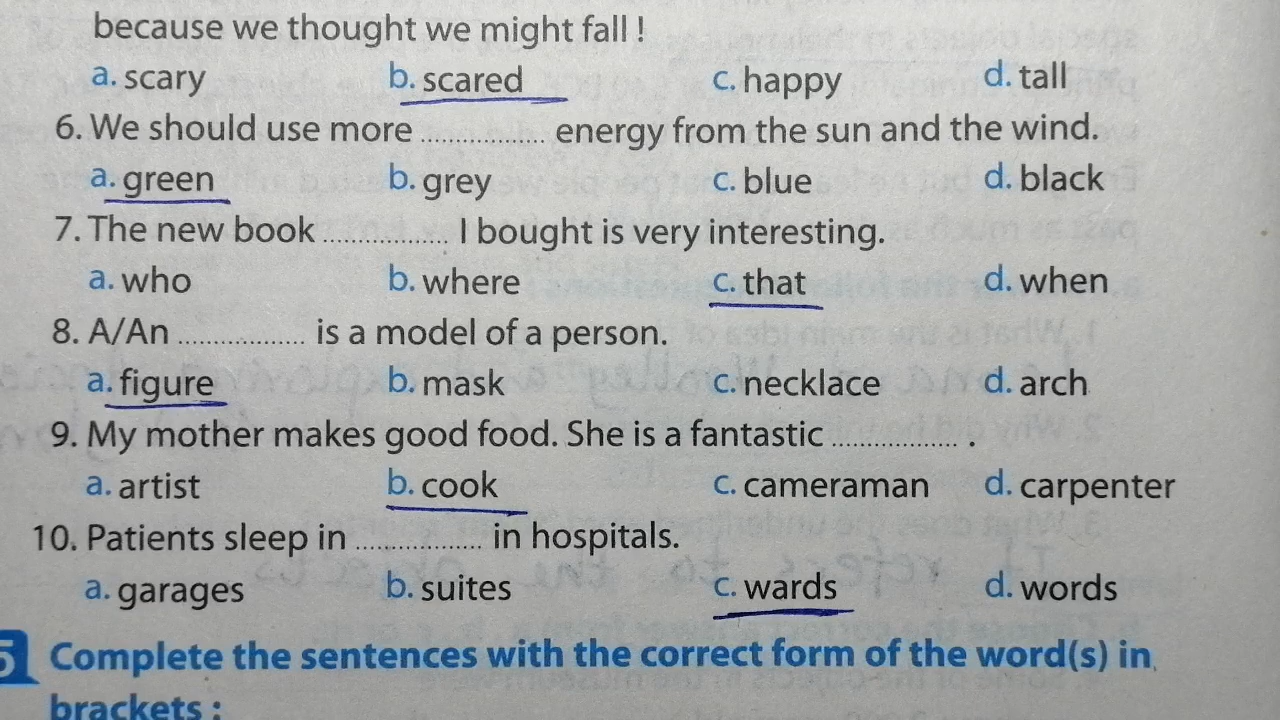 because we thought we might fall !
a. scary b. scared c. happy d. tall
6. We should use more ................. energy from the sun and the wind.
a. green b. grey c. blue d. black
7. The new book ................. I bought is very interesting.
a. who b. where c. that d. when
8. A/An ................. is a model of a person.
a. figure b. mask c. necklace d. arch
9. My mother makes good food. She is a fantastic ................. .
a. artist b. cook c. cameraman d. carpenter
10. Patients sleep in ................. in hospitals.
a. garages b. suites c. wards d. words
5 Complete the sentences with the correct form of the word(s) in
brackets :